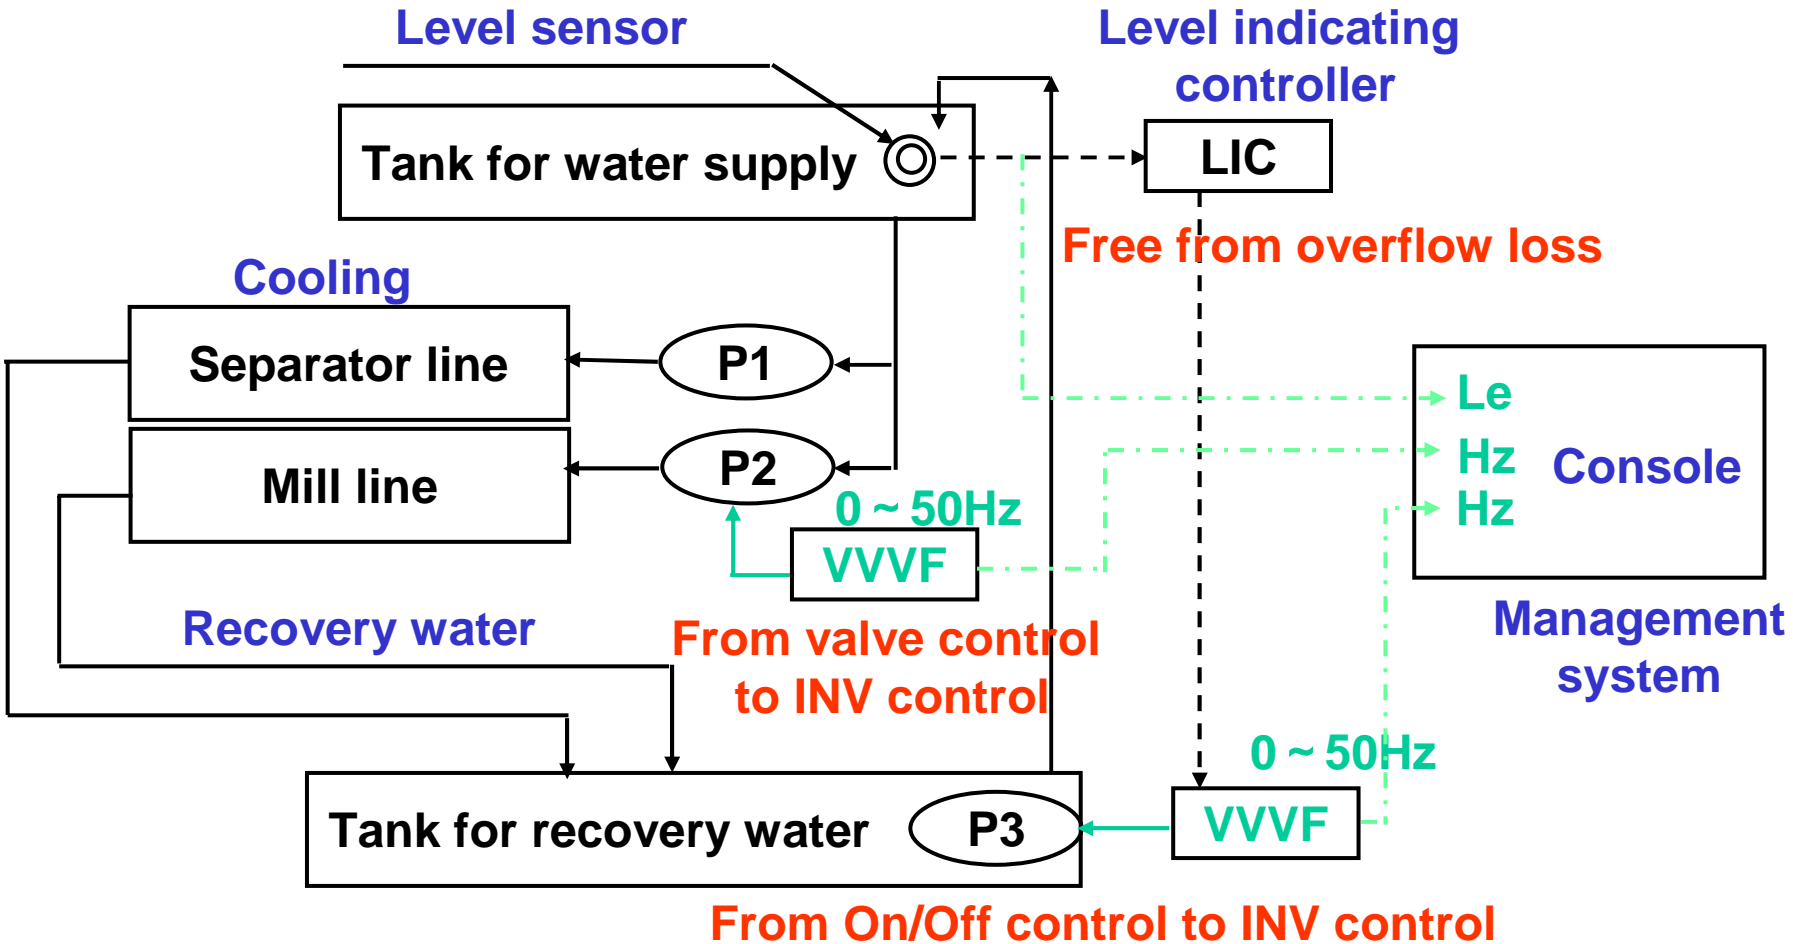 Level sensor
Level indicating
controller
Tank for water supply
LIC
Free from overflow loss
Cooling
Separator line
P1
Le
Mill line
P2
Hz
Console
0 ~ 50Hz
Hz
VVVF
Recovery water
From valve control
to INV control
Management
system
0 ~ 50Hz
Tank for recovery water
P3
VVVF
From On/Off control to INV control